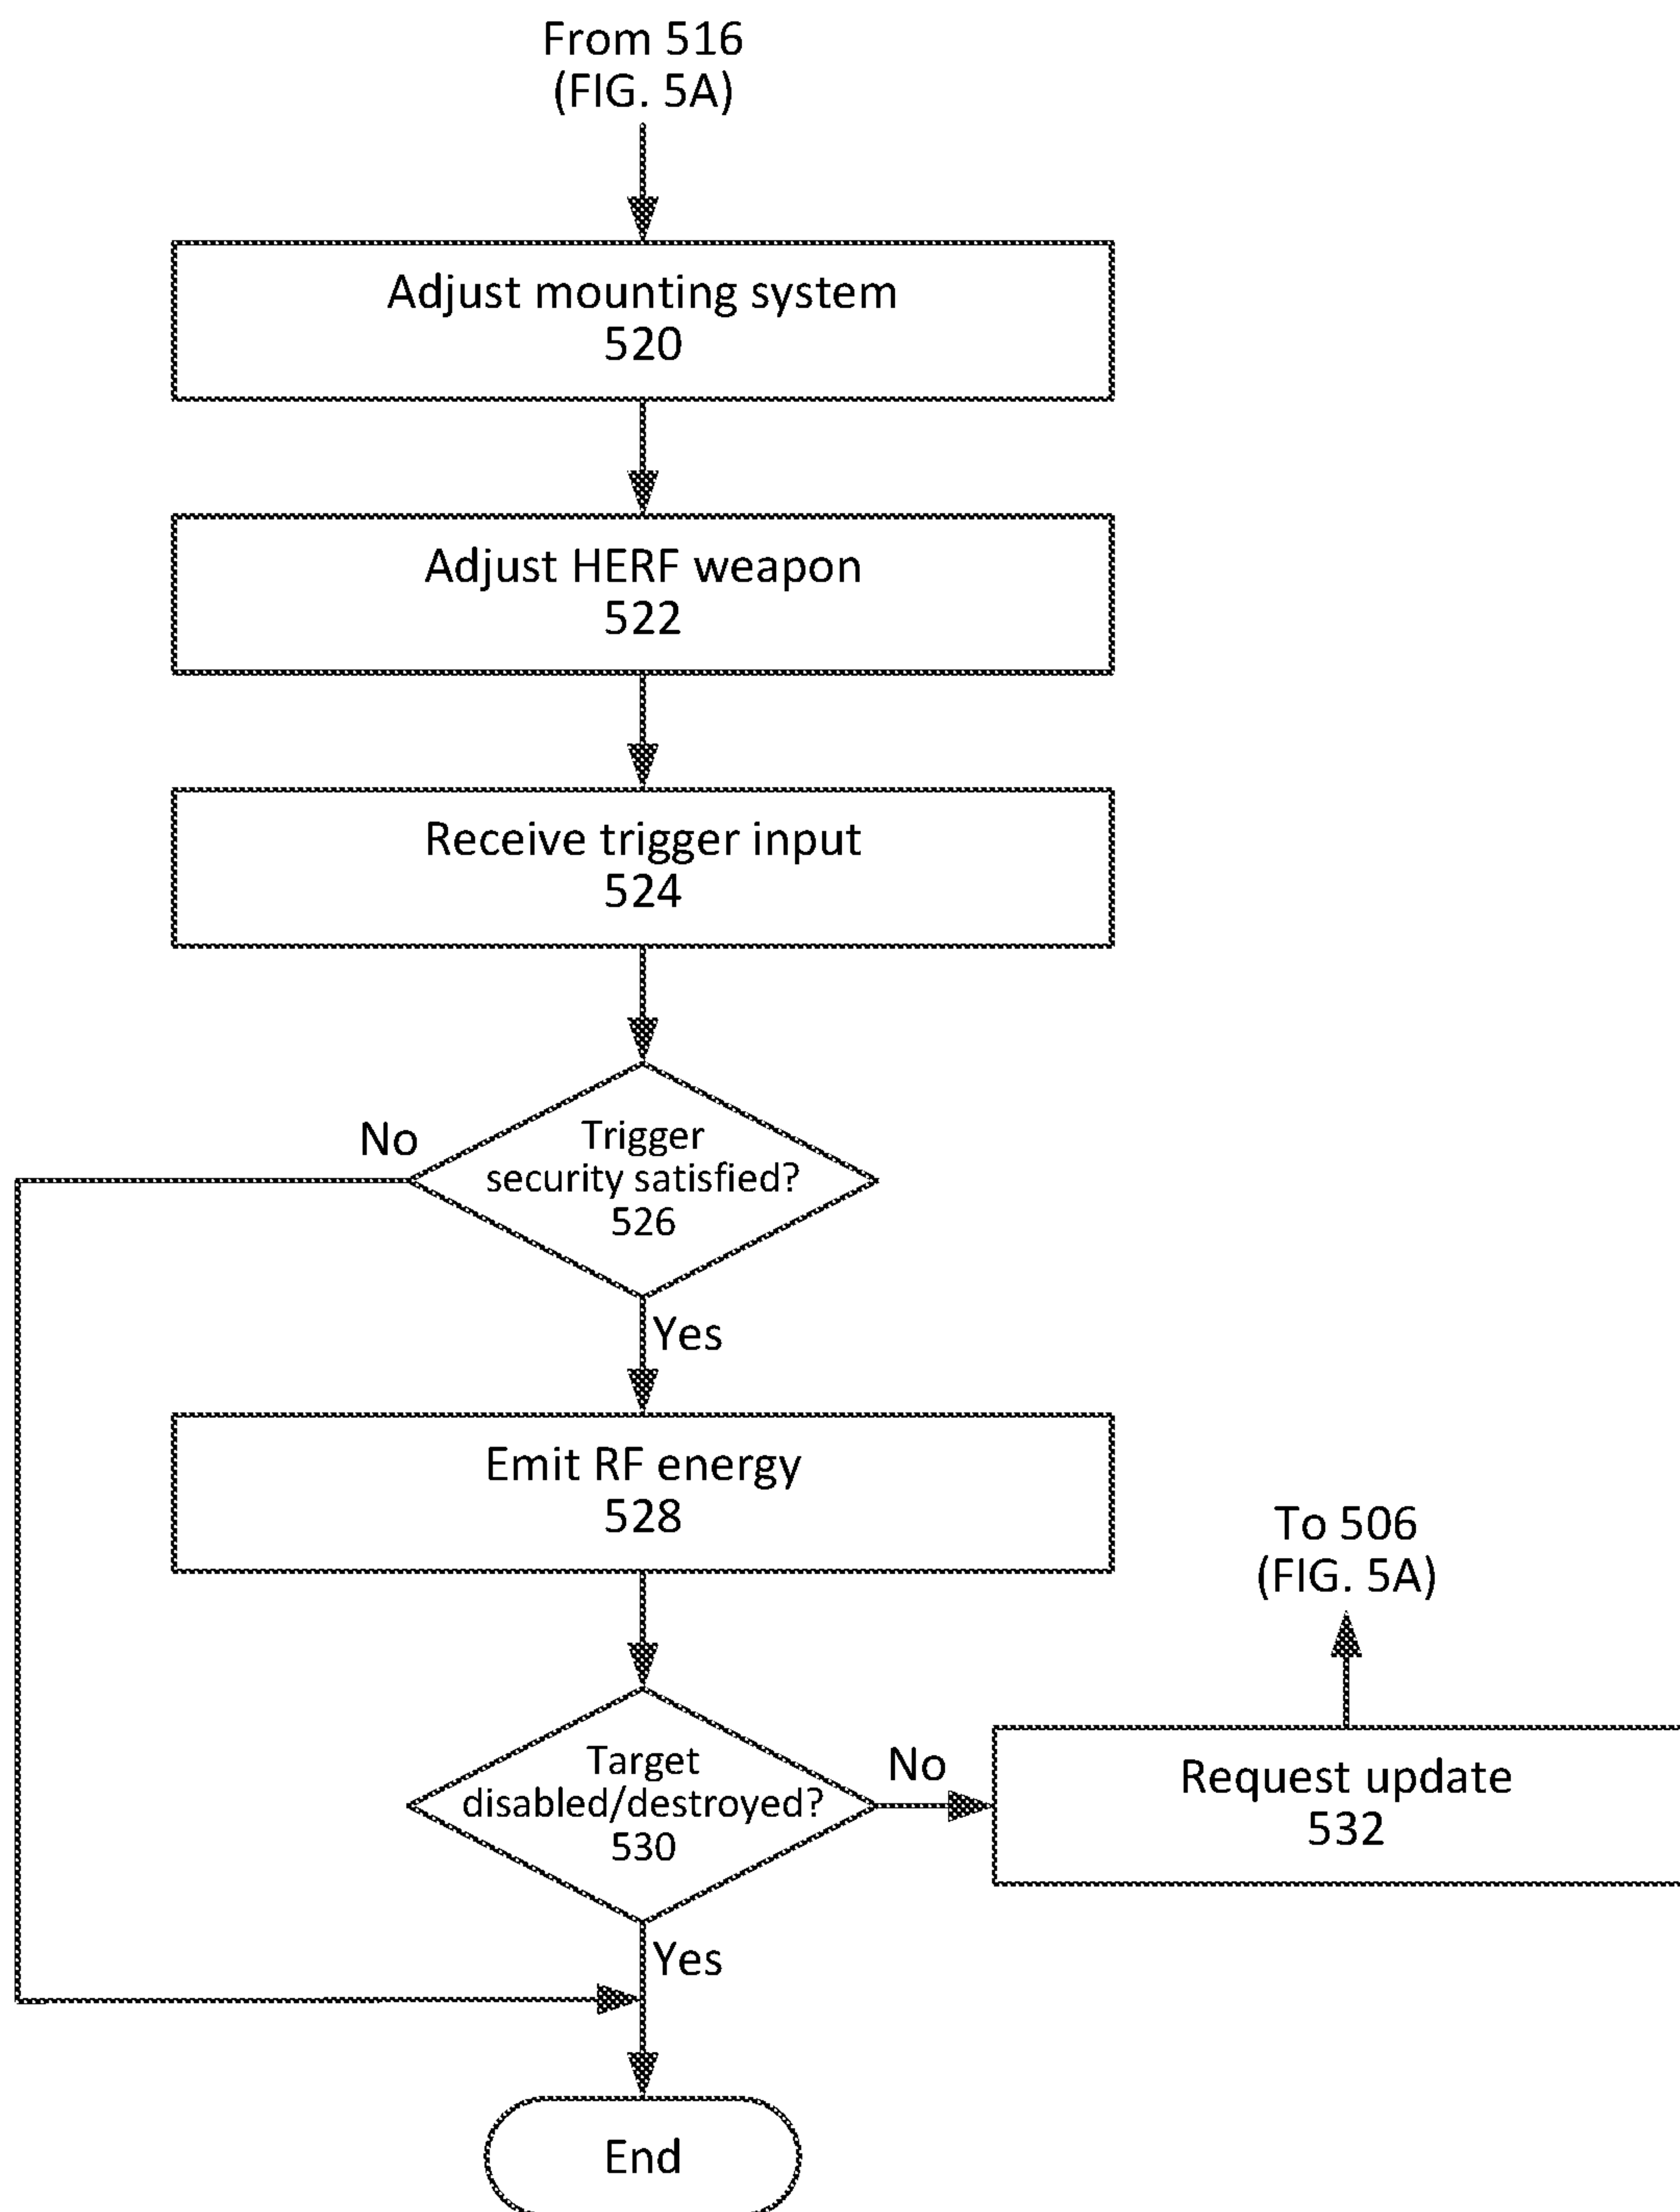 From 516
(FIG. 5A)
Adjust mounting system
520
Adjust HERF weapon
522
Receive trigger input
524
No
Trigger
security satisfied?
526
Yes
Emit RF energy
528
To 506
(FIG. 5A)
Target
disabled/destroyed?
530
No
Request update
532
Yes
End